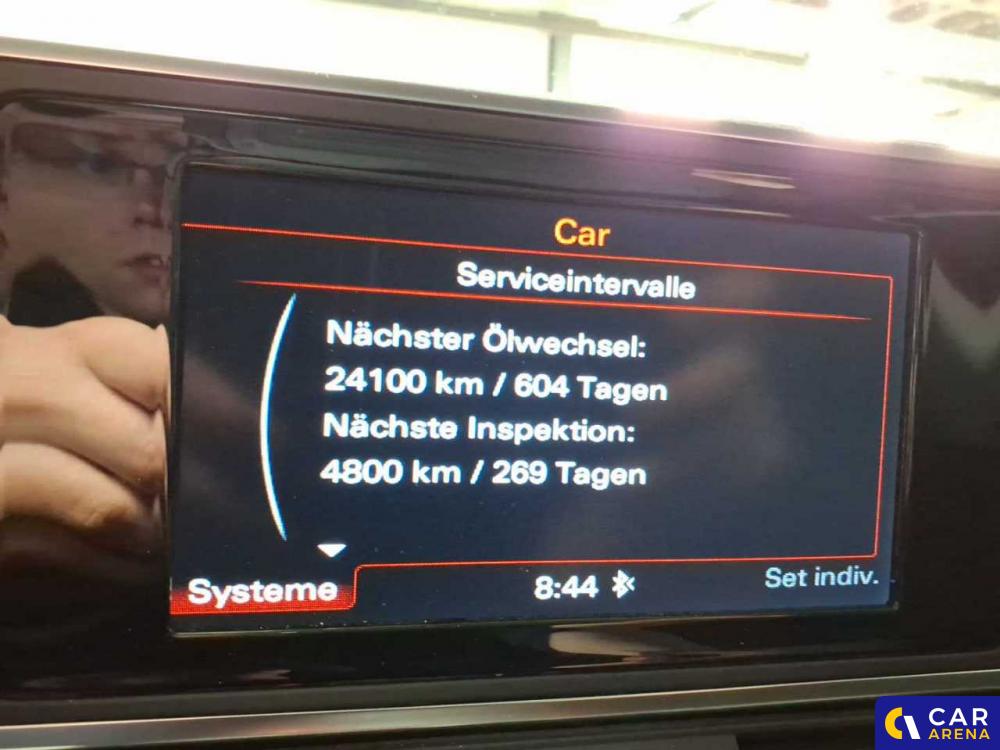 Car
Serviceintervalle
Nächster Ölwechsel:
24100 km / 604 Tagen
Nächste Inspektion:
4800 km / 269 Tagen
Systeme
8:44
Set indiv.
CAR
ARENA